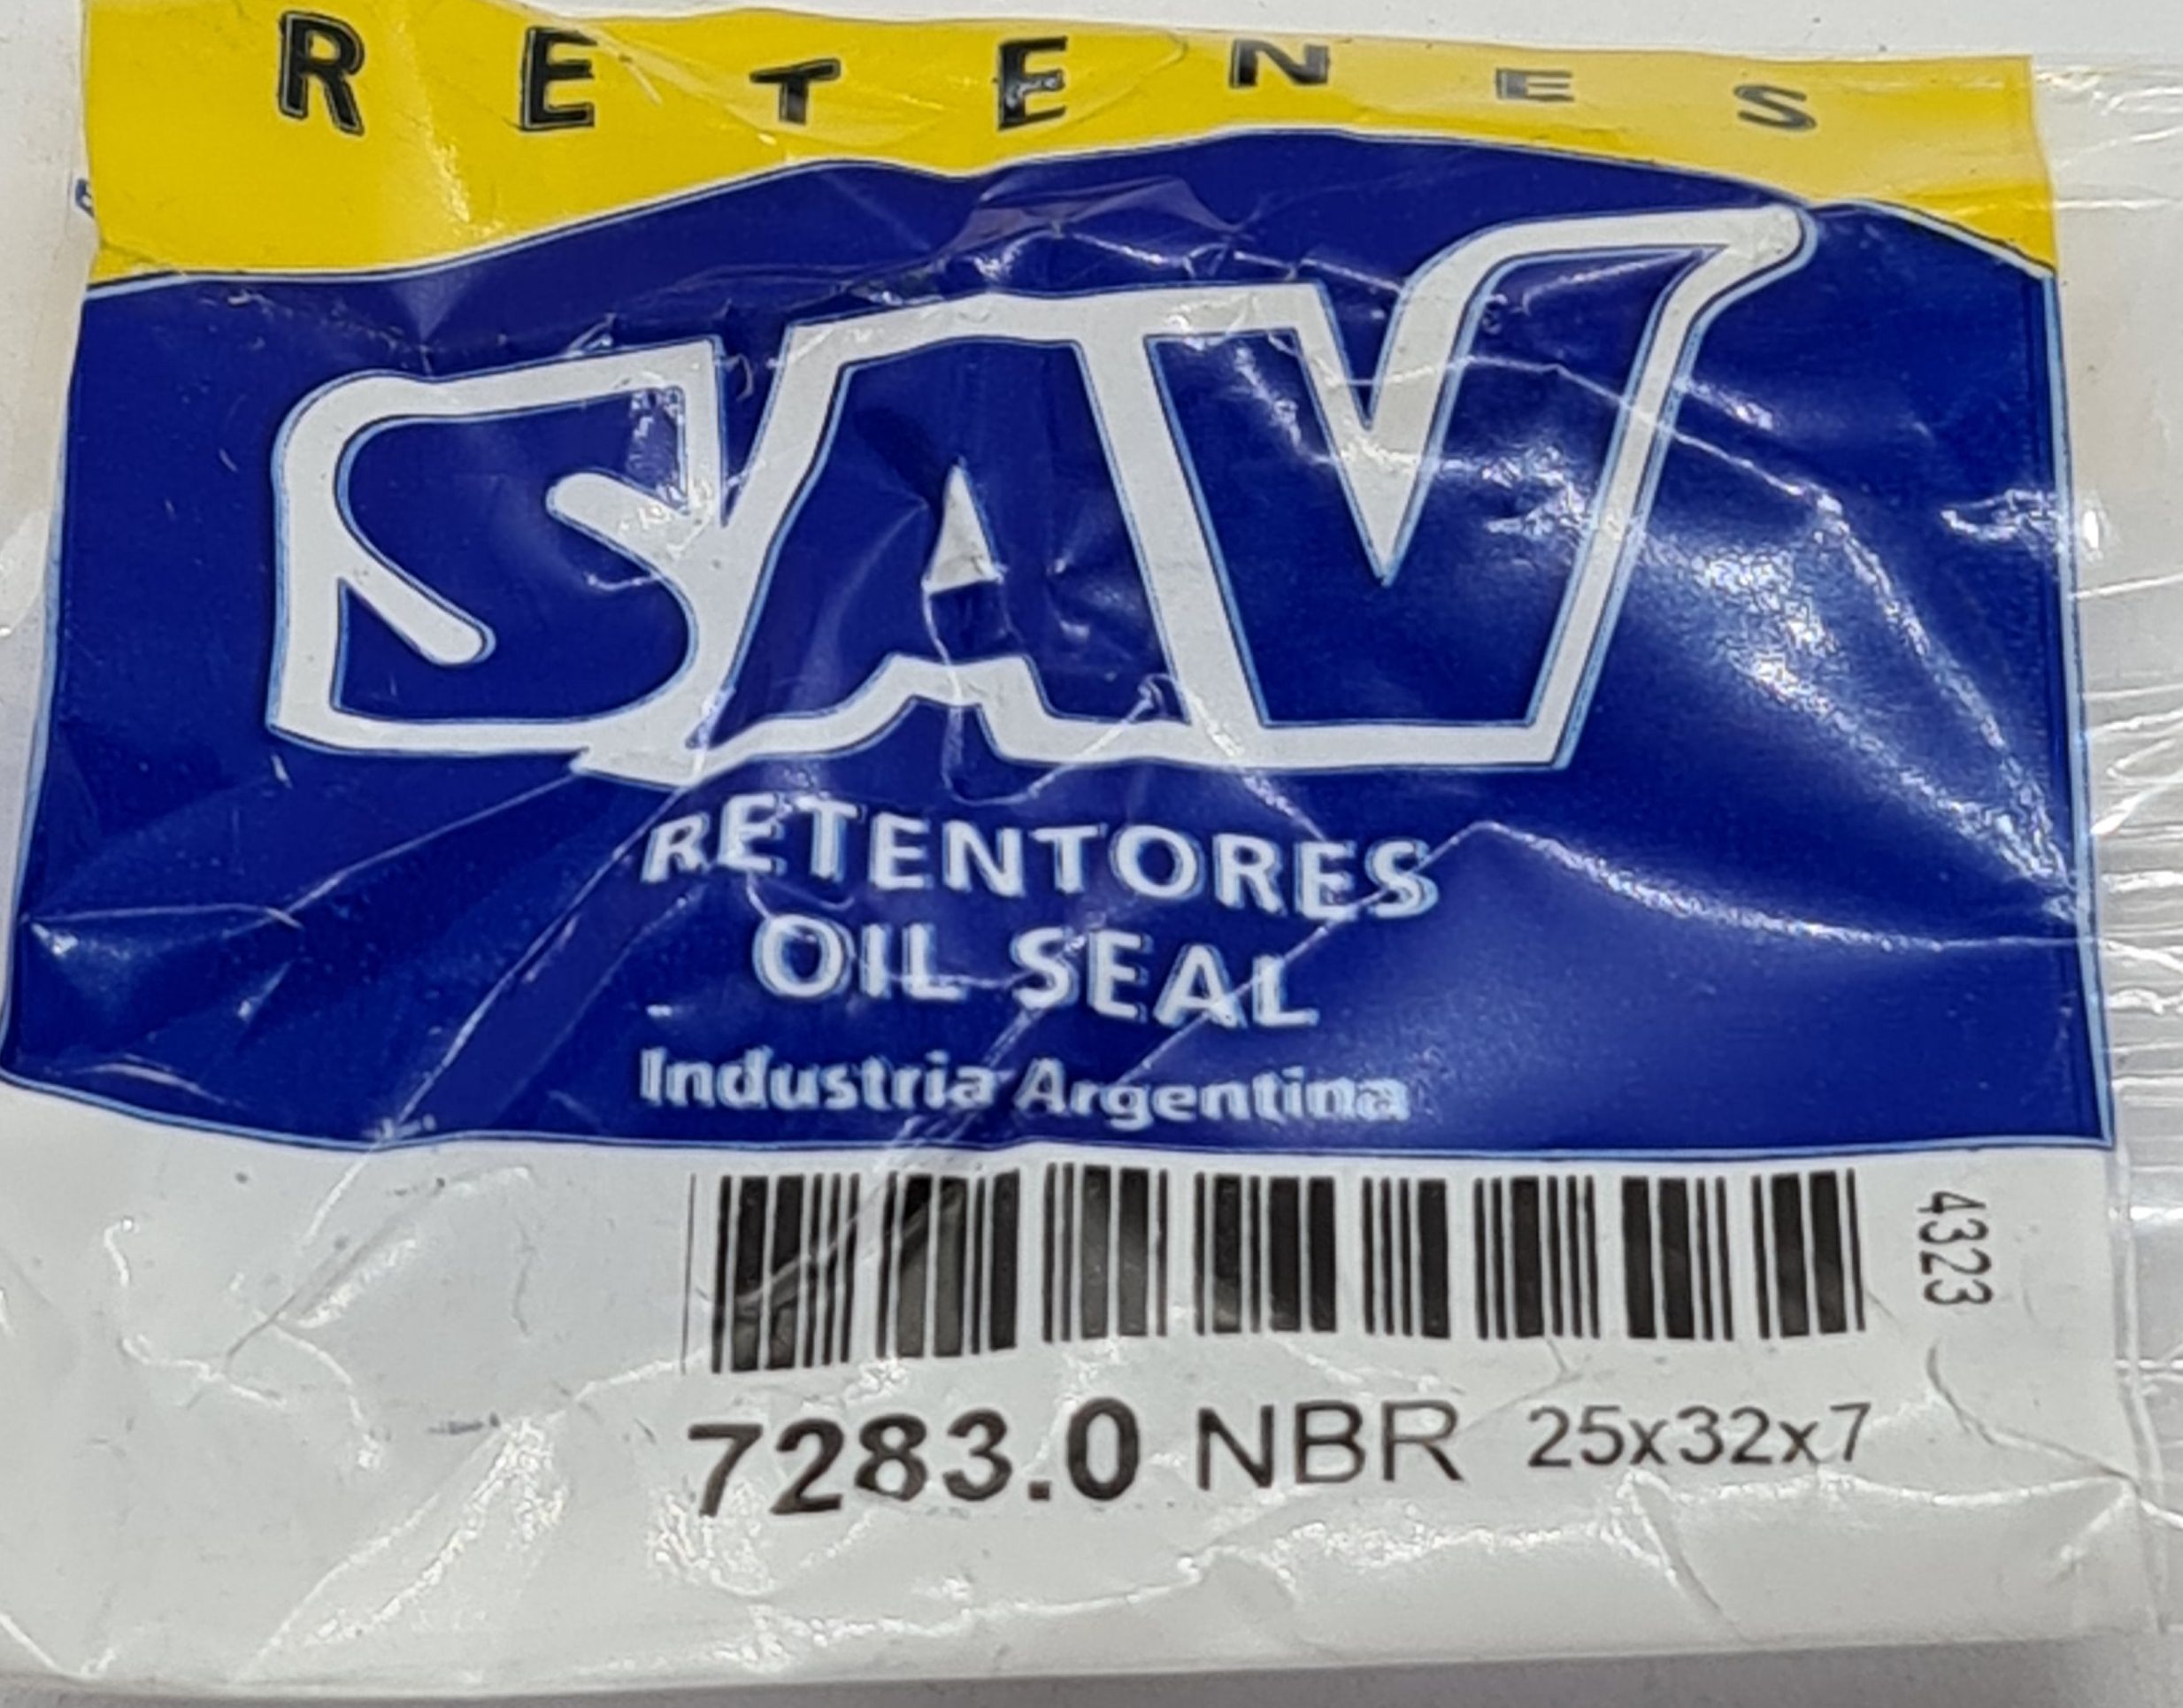 RETENES
SAV
RETENTORES
OIL SEAL
Industria Argentina
4323
7283.0 NBR 25x32x7